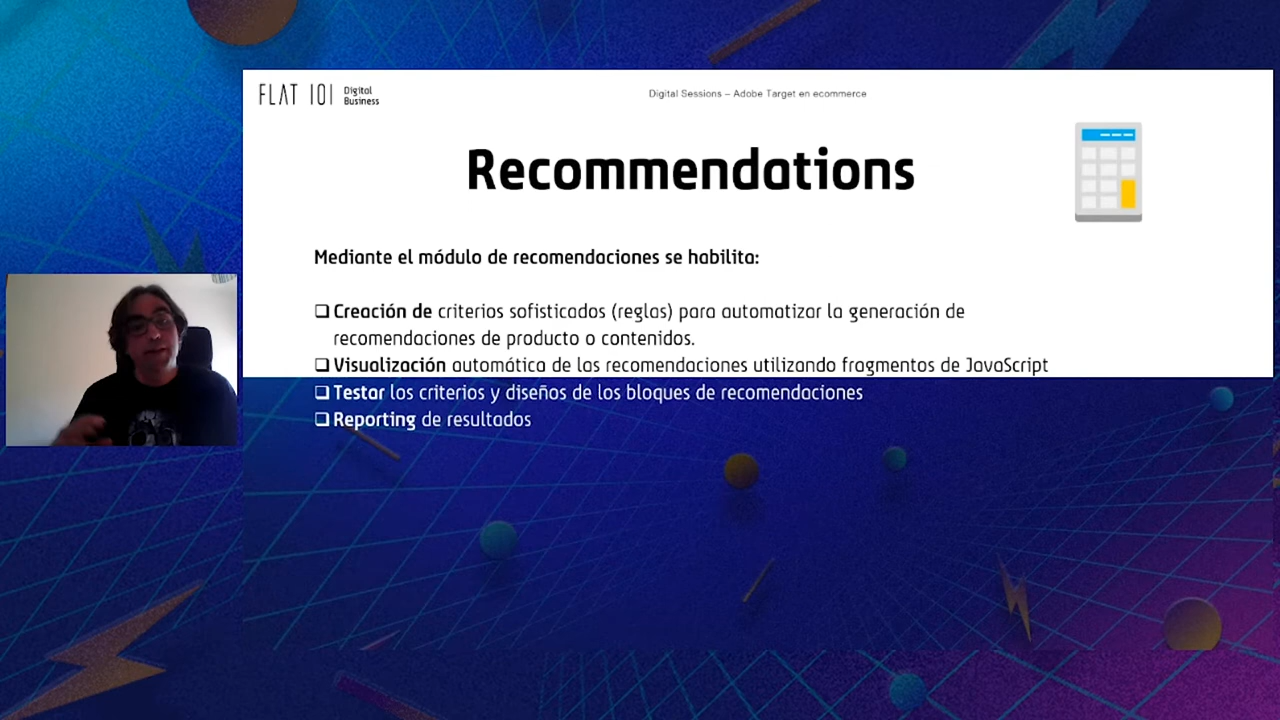 FLAT 101 Digital Business
Digital Sessions – Adobe Target en ecommerce
Recommendations
Mediante el módulo de recomendaciones se habilita:
❑ Creación de criterios sofisticados (reglas) para automatizar la generación de
recomendaciones de producto o contenidos.
❑ Visualización automática de las recomendaciones utilizando fragmentos de JavaScript
❑ Testar los criterios y diseños de los bloques de recomendaciones
❑ Reporting de resultados